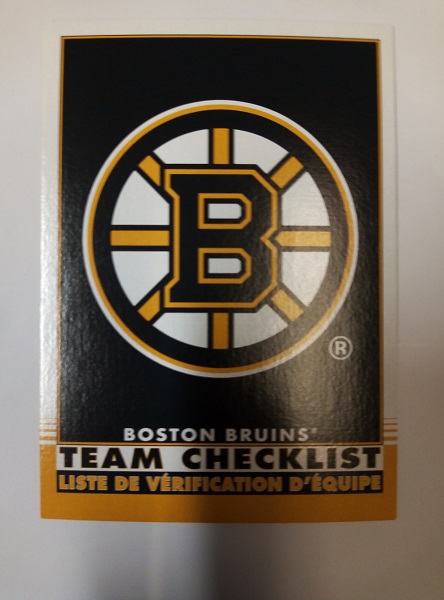 B
®
BOSTON BRUINS®
TEAM CHECKLIST
LISTE DE VÉRIFICATION D'ÉQUIPE